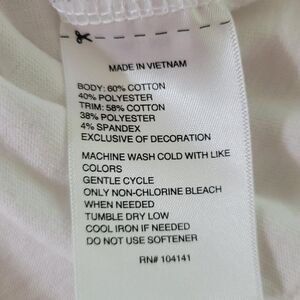 MADE IN VIETNAM
BODY: 60% COTTON
40% POLYESTER
TRIM: 58% COTTON
38% POLYESTER
4% SPANDEX
EXCLUSIVE OF DECORATION
MACHINE WASH COLD WITH LIKE
COLORS
GENTLE CYCLE
ONLY NON-CHLORINE BLEACH
WHEN NEEDED
TUMBLE DRY LOW
COOL IRON IF NEEDED
DO NOT USE SOFTENER
RN# 104141